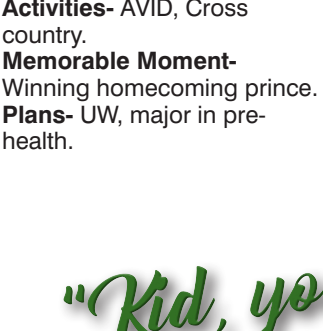 Activities- AVID, Cross
country.
Memorable Moment-
Winning homecoming prince.
Plans- UW, major in pre-
health.
"Kid, yo